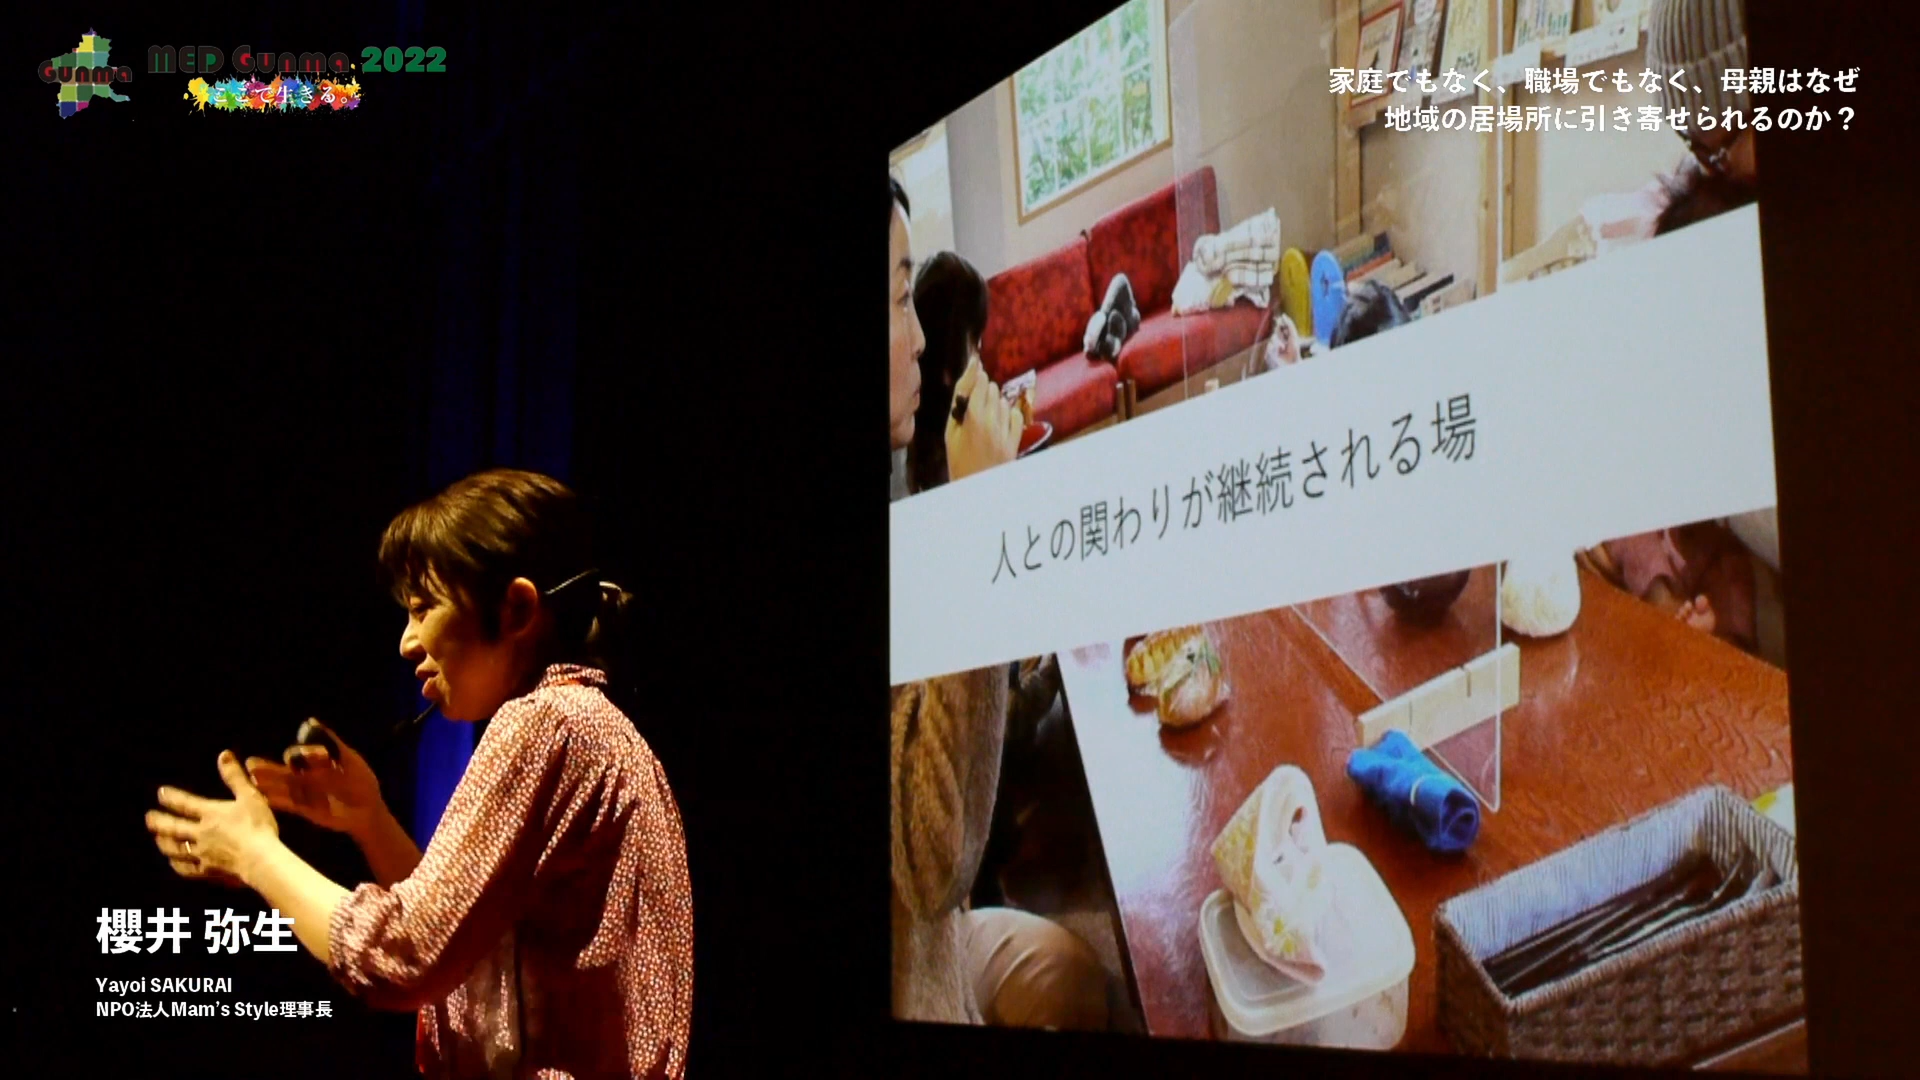 Gunma
MED Gunma 2022
ここで生きる。
家庭でもなく、職場でもなく、母親はなぜ
地域の居場所に引き寄せられるのか？
人との関わりが継続される場
櫻井 弥生
Yayoi SAKURAI
NPO法人Mam’s Style理事長